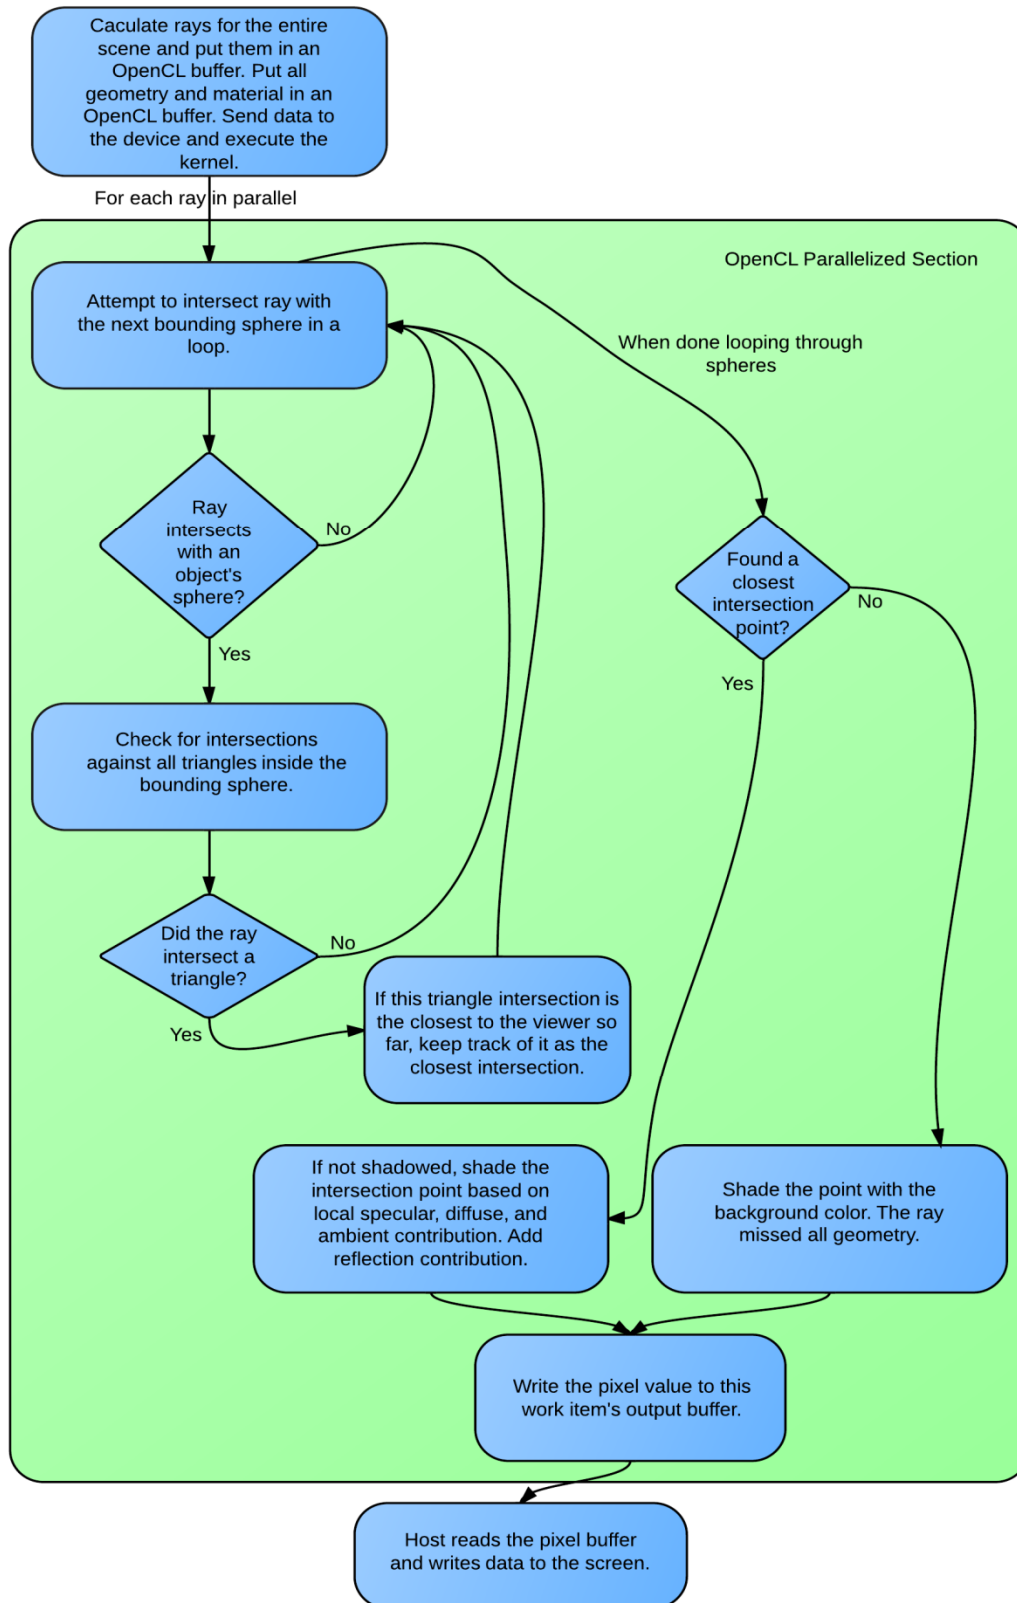 Caculate rays for the entire
scene and put them in an
OpenCL buffer. Put all
geometry and material in an
OpenCL buffer. Send data to
the device and execute the
kernel.
For each ray in parallel
OpenCL Parallelized Section
Attempt to intersect ray with
the next bounding sphere in a
loop.
When done looping through
spheres
Ray
intersects
with an
object's
sphere?
No
Yes
Found a
closest
intersection
point?
No
Yes
Check for intersections
against all triangles inside the
bounding sphere.
Did the ray
intersect a
triangle?
No
Yes
If this triangle intersection is
the closest to the viewer so
far, keep track of it as the
closest intersection.
If not shadowed, shade the
intersection point based on
local specular, diffuse, and
ambient contribution. Add
reflection contribution.
Shade the point with the
background color. The ray
missed all geometry.
Write the pixel value to this
work item's output buffer.
Host reads the pixel buffer
and writes data to the screen.